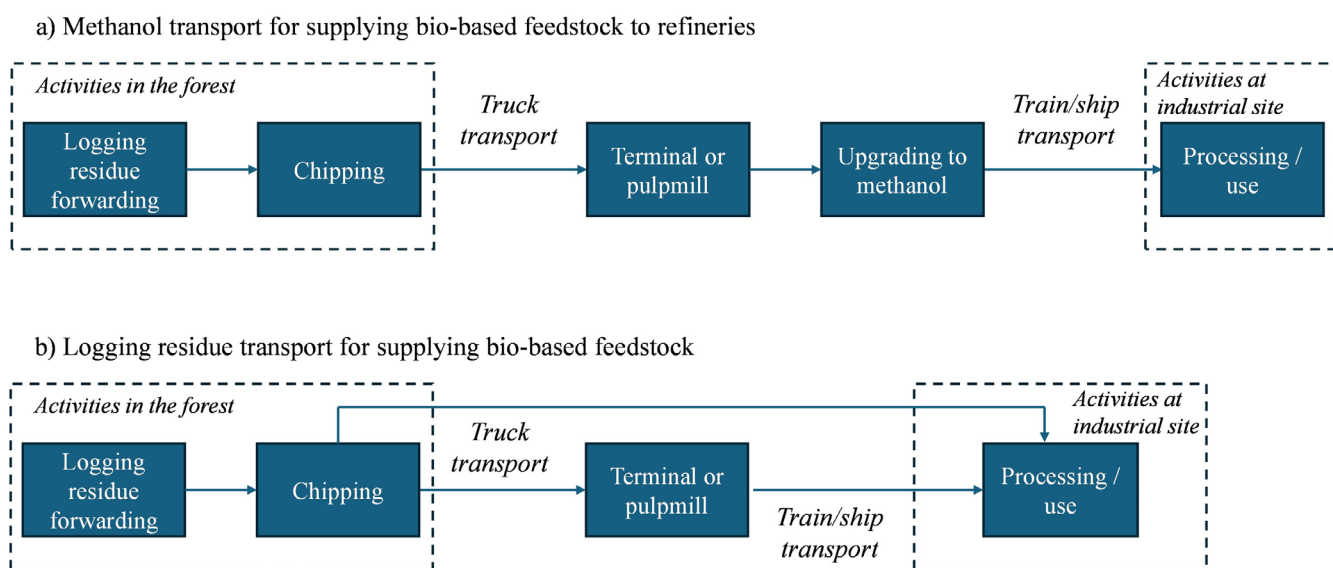 a) Methanol transport for supplying bio-based feedstock to refineries
Activities in the forest
Logging
residue
forwarding
Chipping
Truck
transport
Terminal or
pulpmill
Upgrading to
methanol
Train/ship
transport
Activities at
industrial site
Processing /
use
b) Logging residue transport for supplying bio-based feedstock
Activities in the forest
Logging
residue
forwarding
Chipping
Truck
transport
Terminal or
pulpmill
Train/ship
transport
Activities at
industrial site
Processing /
use